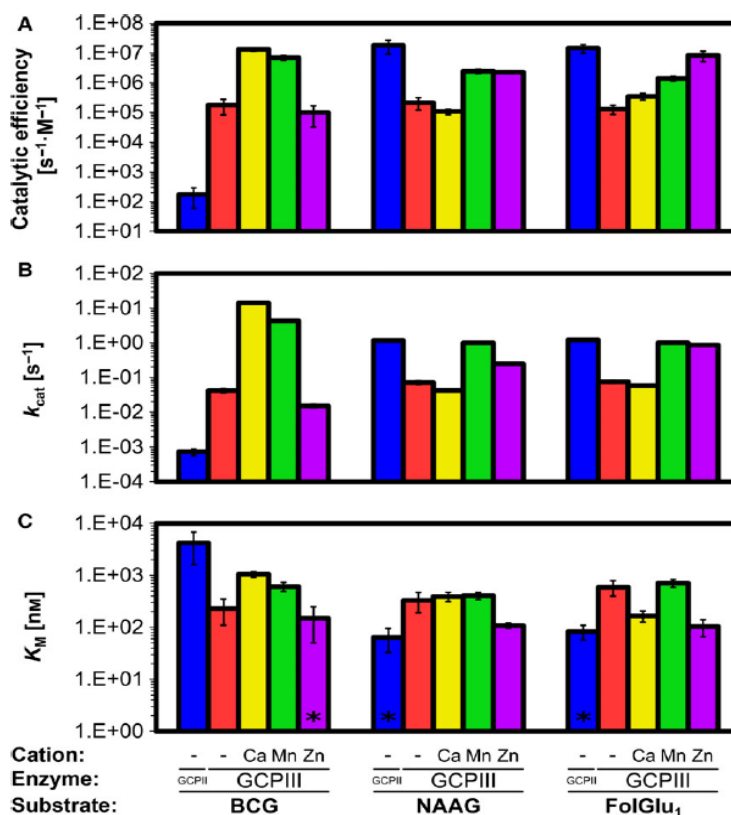 A
Catalytic efficiency
[s⁻¹·M⁻¹]
1.E+08
1.E+07
1.E+06
1.E+05
1.E+04
1.E+03
1.E+02
1.E+01
B
kcat [s⁻¹]
1.E+02
1.E+01
1.E+00
1.E-01
1.E-02
1.E-03
1.E-04
C
KM [nM]
1.E+04
1.E+03
1.E+02
1.E+01
1.E+00
* * *
Cation: - - Ca Mn Zn - - Ca Mn Zn - - Ca Mn Zn
Enzyme: GCPII GCPIII GCPII GCPIII GCPII GCPIII
Substrate: BCG NAAG FolGlu₁